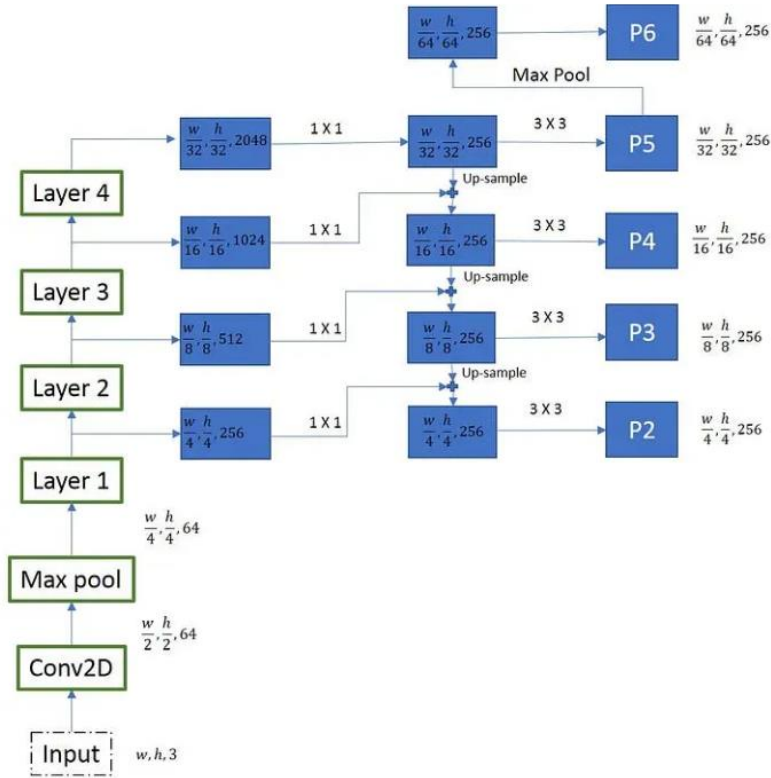 w/64, h/64, 256
P6
w/64, h/64, 256
Max Pool
w/32, h/32, 2048
1 X 1
w/32, h/32, 256
3 X 3
P5
w/32, h/32, 256
Up-sample
Layer 4
w/16, h/16, 1024
1 X 1
w/16, h/16, 256
3 X 3
P4
w/16, h/16, 256
Up-sample
Layer 3
w/8, h/8, 512
1 X 1
w/8, h/8, 256
3 X 3
P3
w/8, h/8, 256
Up-sample
Layer 2
w/4, h/4, 256
1 X 1
w/4, h/4, 256
3 X 3
P2
w/4, h/4, 256
Layer 1
w/4, h/4, 64
Max pool
w/2, h/2, 64
Conv2D
Input
w, h, 3